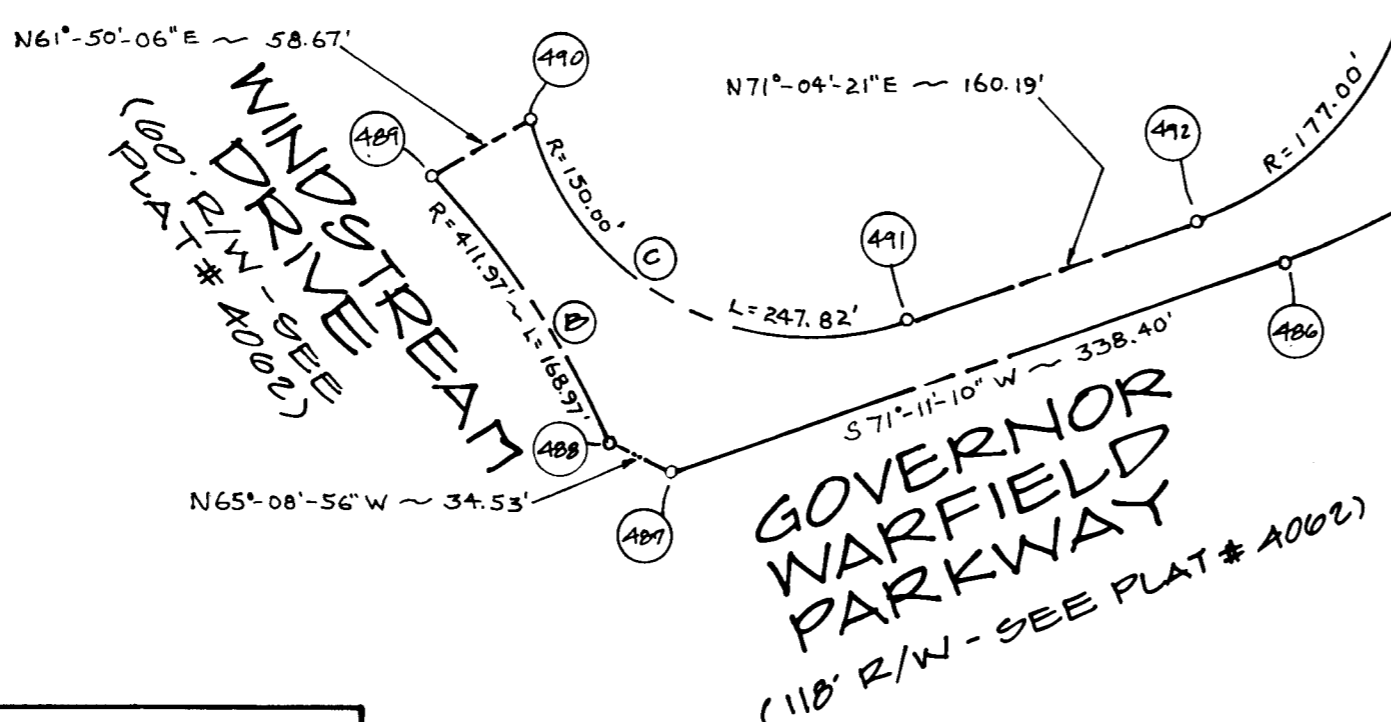 N61°-50'-06" E ~ 58.67'
490
N71°-04'-21"E ~ 160.19'
489
492
R=177.00'
WINDSTREAM
DRIVE
(60' R/W - SEE
PLAT # 4062)
R=150.00'
C
L=247.82'
491
R=411.97' ~ L=168.97'
B
486
S 71°-11'-10" W ~ 338.40'
488
N65°-08'-56" W ~ 34.53'
487
GOVERNOR
WARFIELD
PARKWAY
(118' R/W - SEE PLAT # 4062)